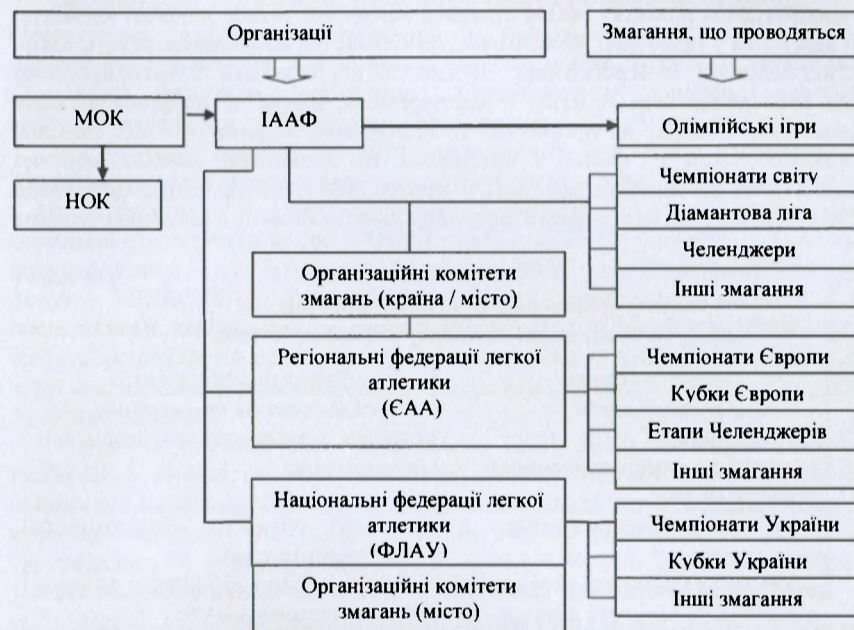 Організації
Змагання, що проводяться
МОК
ІААФ
Олімпійські ігри
НОК
Чемпіонати світу
Діамантова ліга
Челенджери
Інші змагання
Організаційні комітети
змагань (країна / місто)
Регіональні федерації легкої
атлетики
(ЄАА)
Чемпіонати Європи
Кубки Європи
Етапи Челенджерів
Інші змагання
Національні федерації легкої
атлетики
(ФЛАУ)
Організаційні комітети
змагань (місто)
Чемпіонати України
Кубки України
Інші змагання